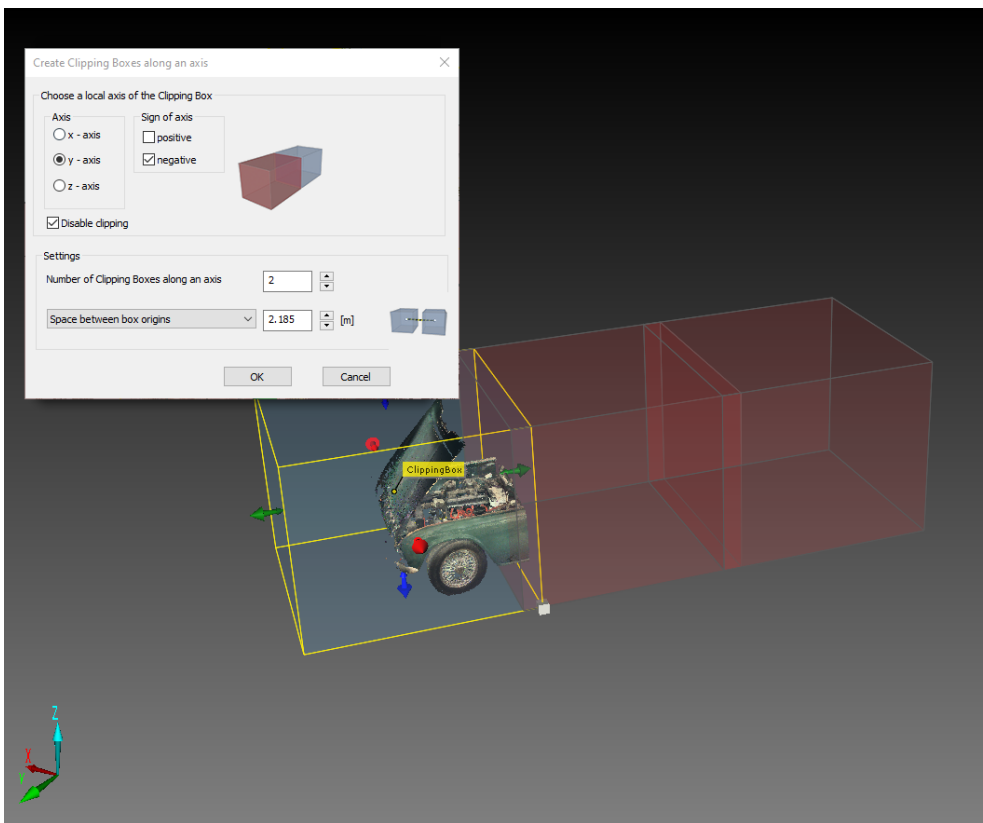 Create Clipping Boxes along an axis
Choose a local axis of the Clipping Box
Axis
Sign of axis
x - axis
positive
y - axis
negative
z - axis
Disable clipping
Settings
Number of Clipping Boxes along an axis
2
Space between box origins
2.185
[m]
OK
Cancel
ClippingBox
Z
X
Y